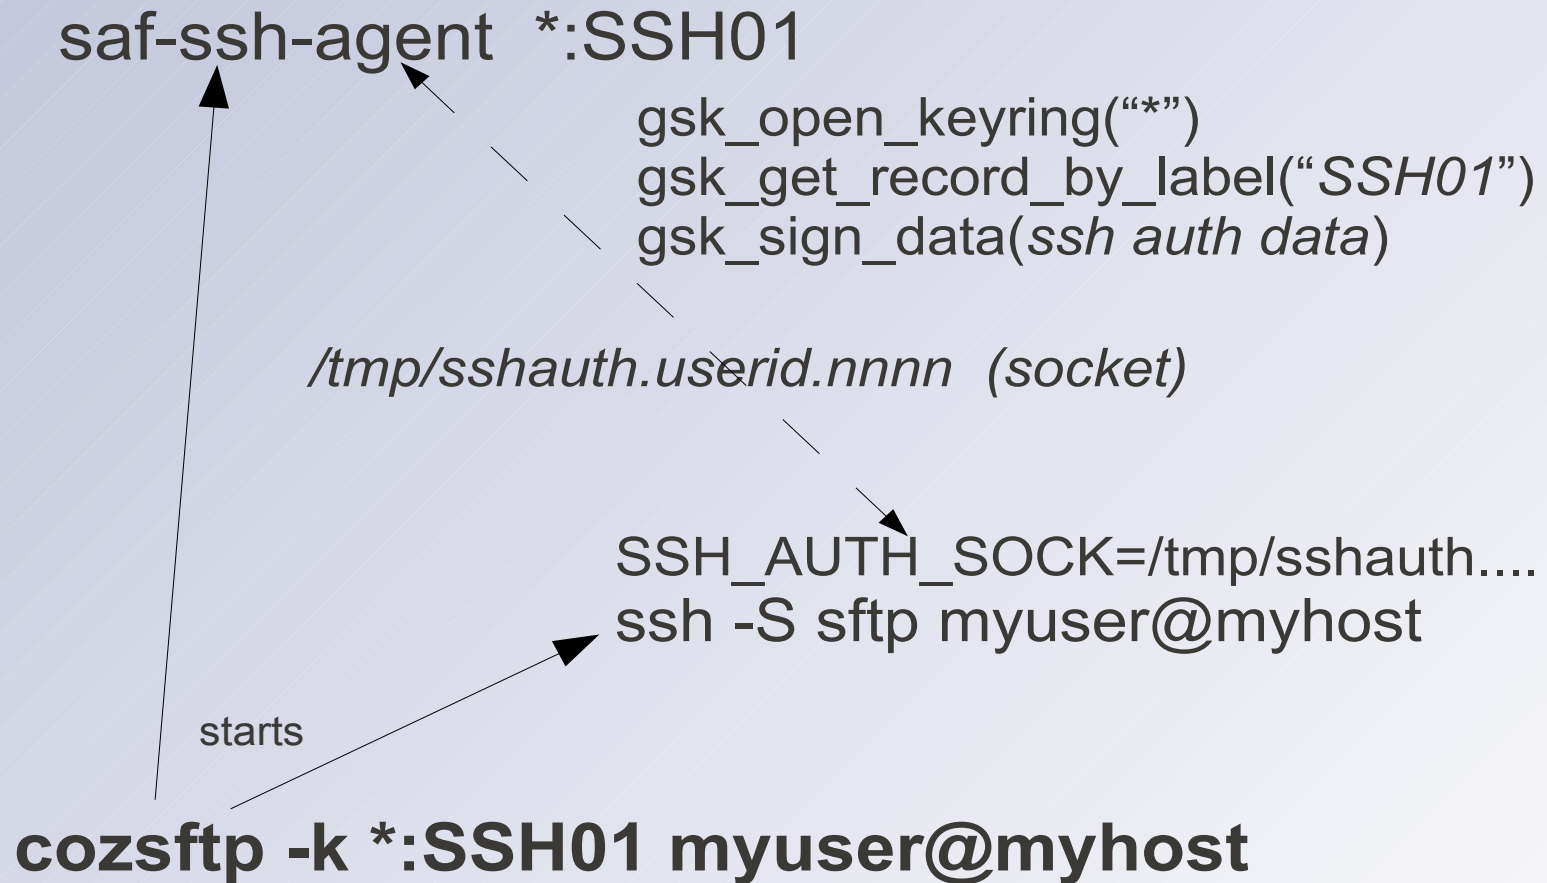 saf-ssh-agent *:SSH01
gsk_open_keyring(“*”)
gsk_get_record_by_label(“SSH01”)
gsk_sign_data(ssh auth data)
/tmp/sshauth.userid.nnnn (socket)
SSH_AUTH_SOCK=/tmp/sshauth....
ssh -S sftp myuser@myhost
starts
cozsftp -k *:SSH01 myuser@myhost